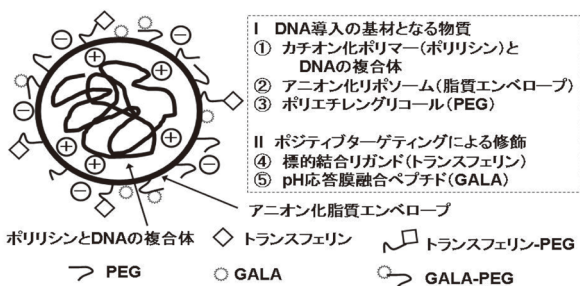 Ⅰ DNA導入の基材となる物質
① カチオン化ポリマー（ポリリシン）と
DNAの複合体
② アニオン化リポソーム（脂質エンベロープ）
③ ポリエチレングリコール（PEG）
Ⅱ ポジティブターゲティングによる修飾
④ 標的結合リガンド（トランスフェリン）
⑤ pH応答膜融合ペプチド（GALA）
アニオン化脂質エンベロープ
ポリリシンとDNAの複合体
トランスフェリン
トランスフェリン-PEG
PEG
GALA
GALA-PEG